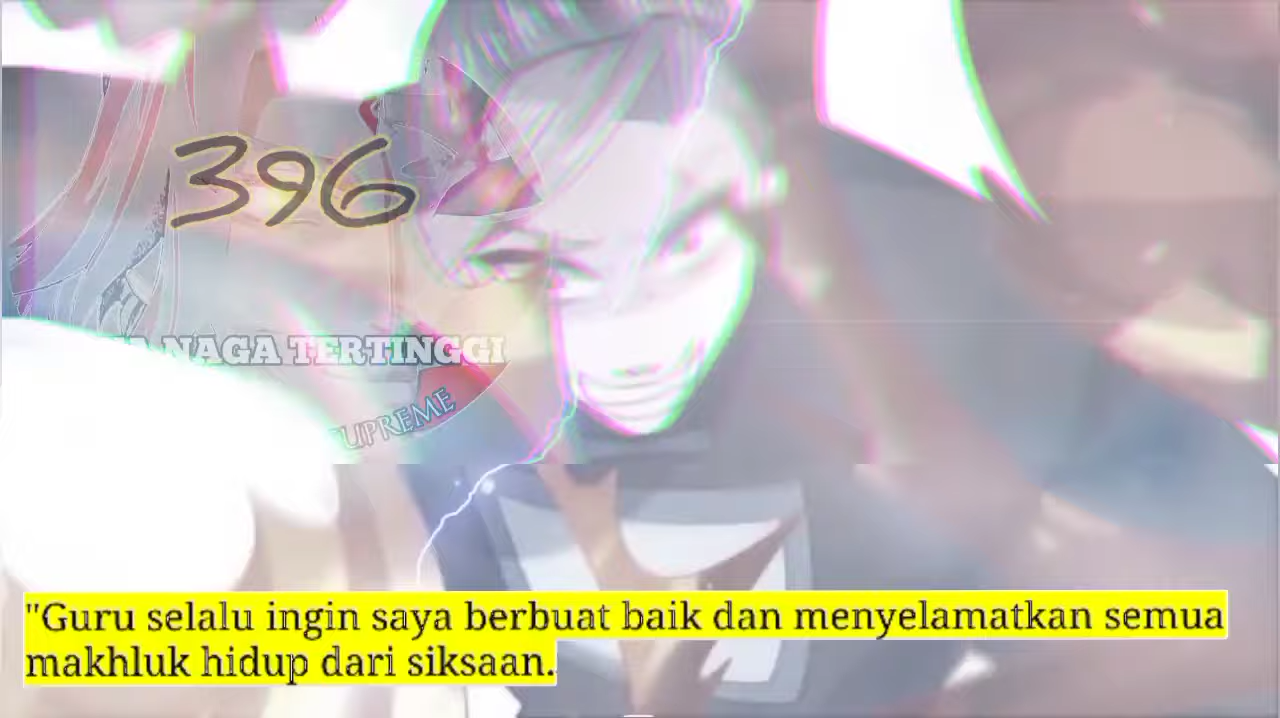 396
NAGA TERTINGGI
UPREME
"Guru selalu ingin saya berbuat baik dan menyelamatkan semua
makhluk hidup dari siksaan.